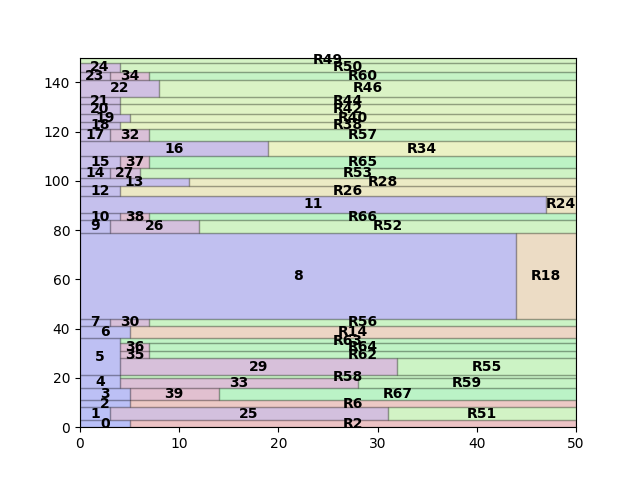 R49
24 R50
140
23 34 R60
22 R46
21 R44
20 R42
120
19 R40
18 R38
17 32 R57
16 R34
15 37 R65
14 27 R53
100
13 R28
12 R26
11 R24
10 38 R66
80
9 26 R52
60
8 R18
40
7 30 R56
6 R14
R63
36 R64
5 35 R62
29 R55
20
R58
4 33 R59
3 39 R67
2 R6
1 25 R51
0
0 R2
0 10 20 30 40 50